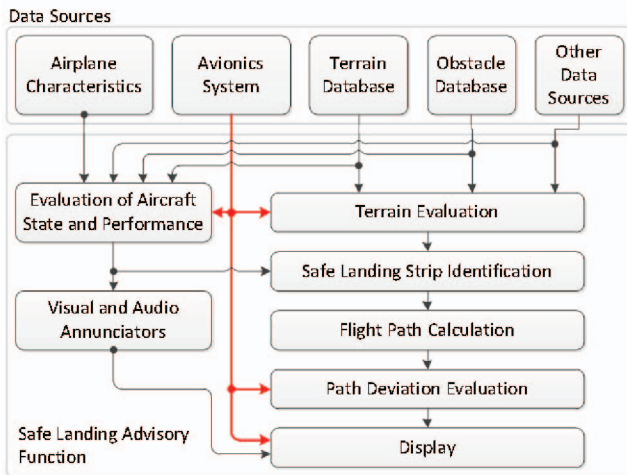 Data Sources
Airplane
Characteristics
Avionics
System
Terrain
Database
Obstacle
Database
Other
Data
Sources
Evaluation of Aircraft
State and Performance
Terrain Evaluation
Safe Landing Strip Identification
Visual and Audio
Annunciators
Flight Path Calculation
Path Deviation Evaluation
Safe Landing Advisory
Function
Display